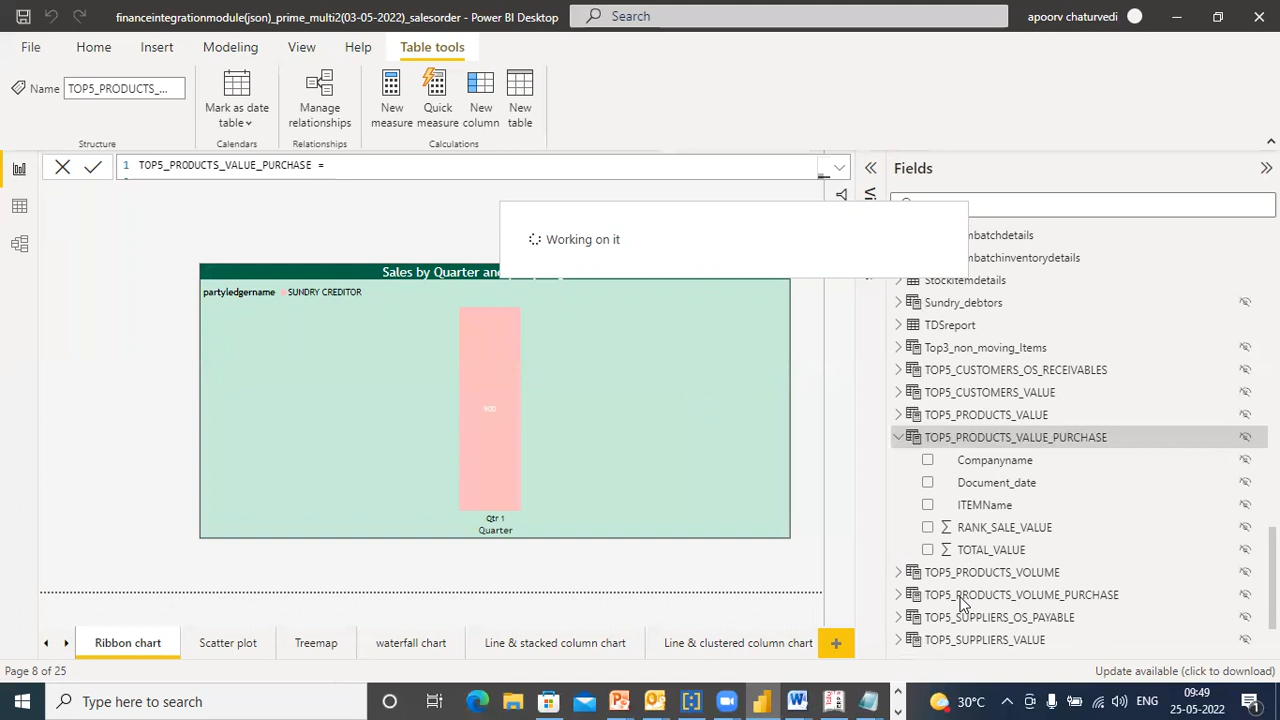 financeintegrationmodule(json)_prime_multi2(03-05-2022)_salesorder - Power BI Desktop
Search
apoorv chaturvedi
File
Home
Insert
Modeling
View
Help
Table tools
Name
TOP5_PRODUCTS_...
Mark as date
table
Manage
relationships
New
measure
Quick
measure
New
column
New
table
Structure
Calendars
Relationships
Calculations
1 TOP5_PRODUCTS_VALUE_PURCHASE =
Fields
Working on it
Sales by Quarter and
partyledgername
SUNDRY CREDITOR
900
Qtr 1
Quarter
mbatchdetails
mbatchinventorydetails
Stockitemdetails
Sundry_debtors
TDSreport
Top3_non_moving_Items
TOP5_CUSTOMERS_OS_RECEIVABLES
TOP5_CUSTOMERS_VALUE
TOP5_PRODUCTS_VALUE
TOP5_PRODUCTS_VALUE_PURCHASE
Companyname
Document_date
ITEMName
RANK_SALE_VALUE
TOTAL_VALUE
TOP5_PRODUCTS_VOLUME
TOP5_PRODUCTS_VOLUME_PURCHASE
TOP5_SUPPLIERS_OS_PAYABLE
TOP5_SUPPLIERS_VALUE
Ribbon chart
Scatter plot
Treemap
waterfall chart
Line & stacked column chart
Line & clustered column chart
Page 8 of 25
Update available (click to download)
Type here to search
30°C
ENG
09:49
25-05-2022